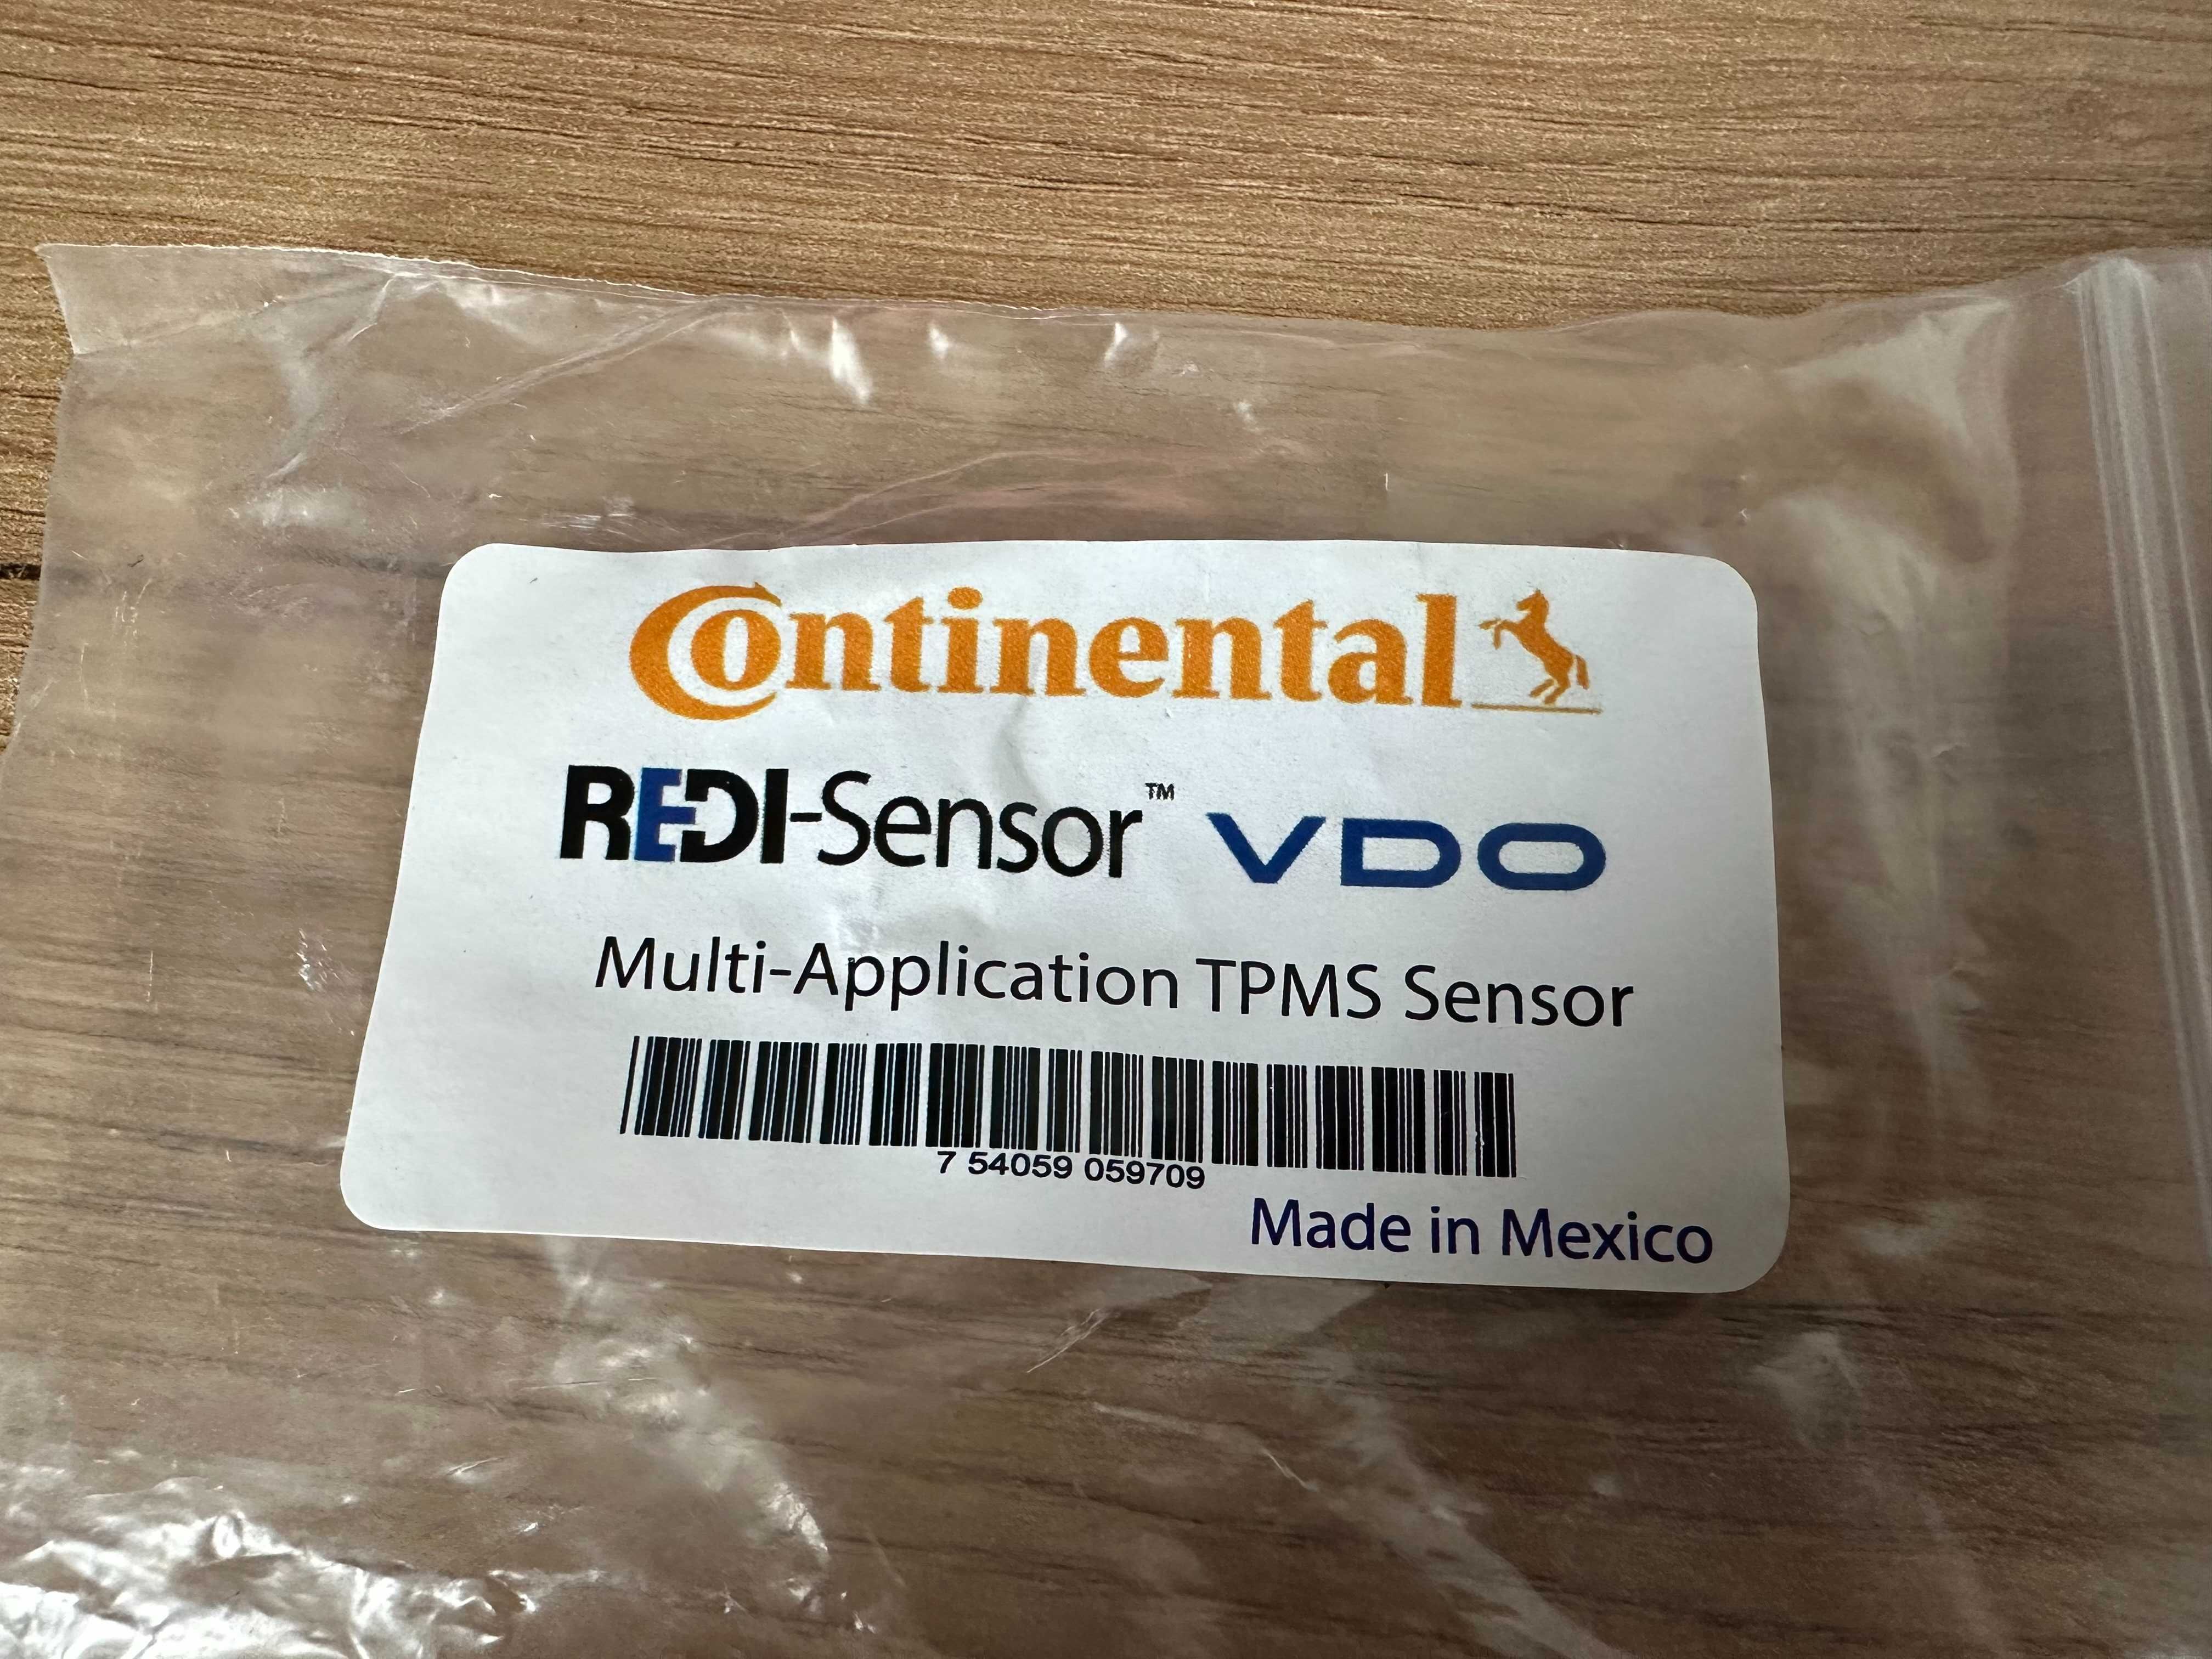 Continental
REDI-Sensor™ VDO
Multi-Application TPMS Sensor
7 54059 059709
Made in Mexico